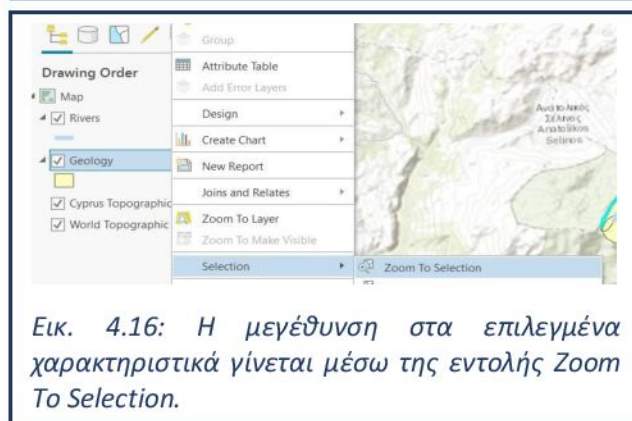 Group
Attribute Table
Add Error Layers
Design
Create Chart
New Report
Joins and Relates
Zoom To Layer
Zoom To Make Visible
Selection
Zoom To Selection
Drawing Order
Map
Rivers
Geology
Cyprus Topographic
World Topographic
Ανατολικός
Σέλινος
Anatolikos
Selinos
Εικ. 4.16: Η μεγέθυνση στα επιλεγμένα
χαρακτηριστικά γίνεται μέσω της εντολής Zoom
To Selection.